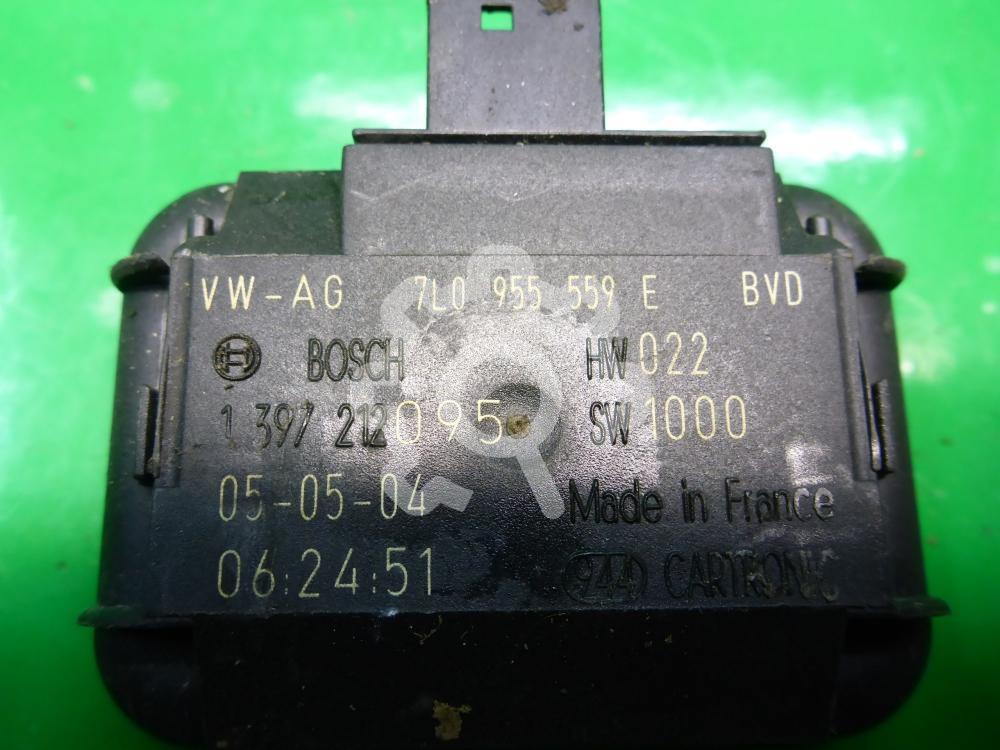 VW-AG 7L0 955 559 E BVD
BOSCH HW 022
1 397 212 095 SW 1000
05-05-04 Made in France
06:24:51 944 CARTRONIC